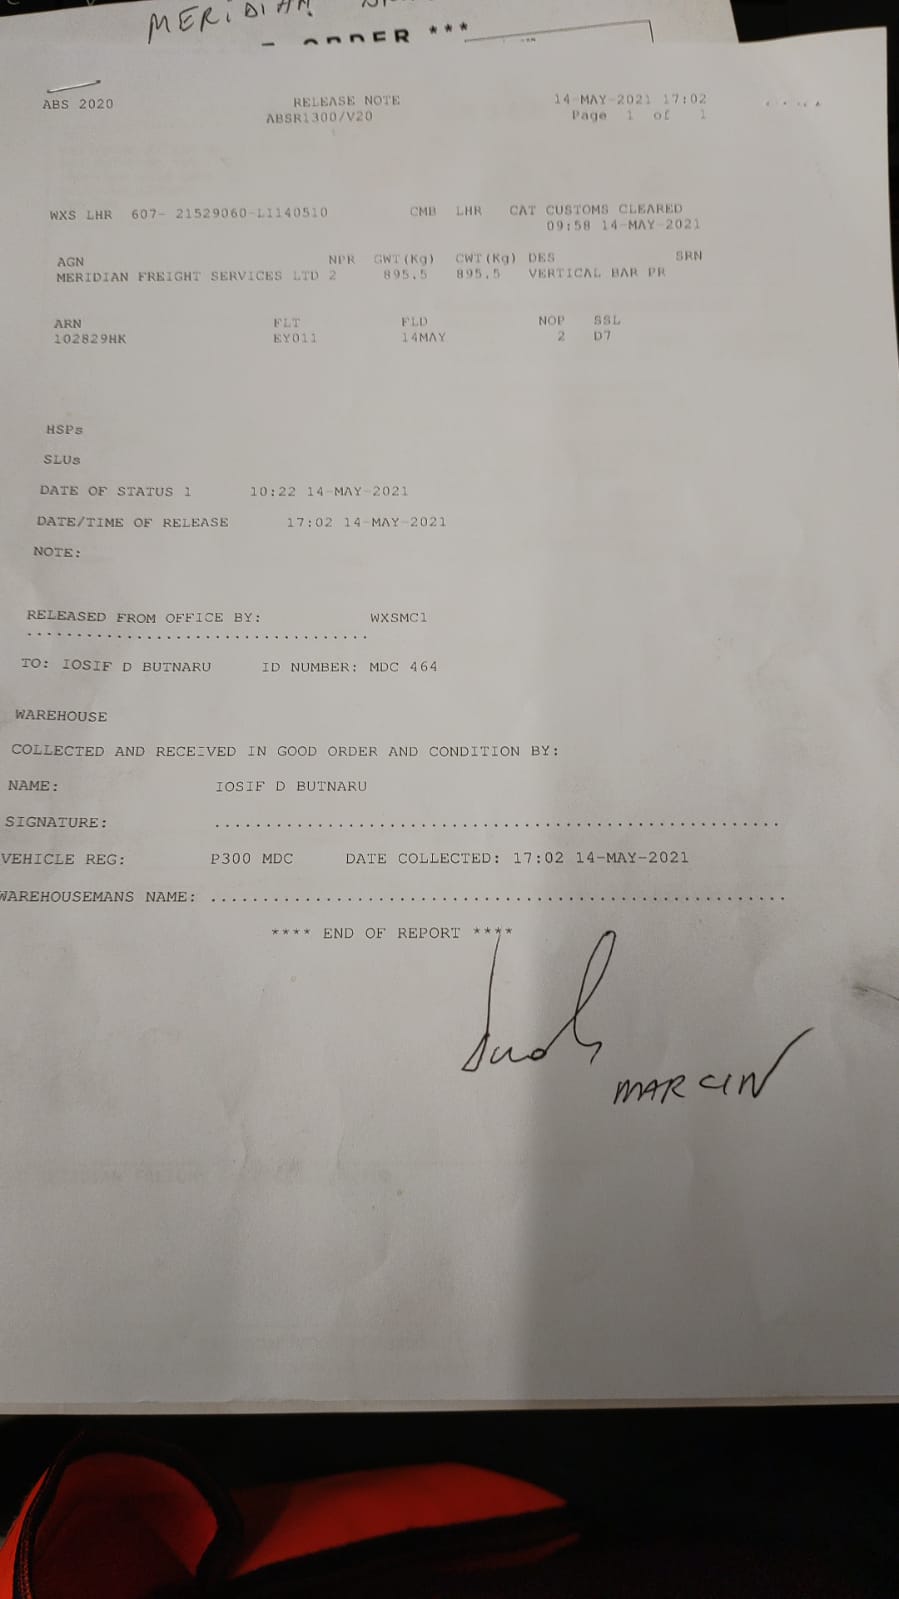 MERIDIAN
ORDER ***
ABS 2020 RELEASE NOTE 14-MAY-2021 17:02
ABSR1300/V20 Page 1 of 1
WXS LHR 607- 21529060-L1140510 CMB LHR CAT CUSTOMS CLEARED
09:58 14-MAY-2021
AGN NPR GWT(Kg) CWT(Kg) DES SRN
MERIDIAN FREIGHT SERVICES LTD 2 895.5 895.5 VERTICAL BAR PR
ARN FLT FLD NOP SSL
102829HK EY011 14MAY 2 D7
HSPs
SLUs
DATE OF STATUS 1 10:22 14-MAY-2021
DATE/TIME OF RELEASE 17:02 14-MAY-2021
NOTE:
RELEASED FROM OFFICE BY: WXSMC1
..................................
TO: IOSIF D BUTNARU ID NUMBER: MDC 464
WAREHOUSE
COLLECTED AND RECEIVED IN GOOD ORDER AND CONDITION BY:
NAME: IOSIF D BUTNARU
SIGNATURE: .......................................................
VEHICLE REG: P300 MDC DATE COLLECTED: 17:02 14-MAY-2021
WAREHOUSEMANS NAME: ........................................................
**** END OF REPORT ****
MARCIN